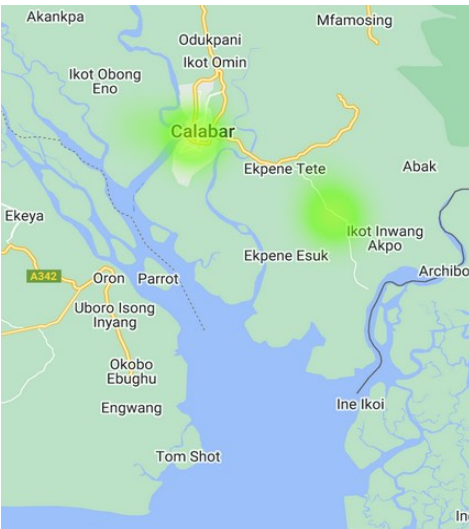 Akankpa
Mfamosing
Odukpani
Ikot Omin
Ikot Obong
Eno
Calabar
Ekpene Tete
Abak
Ekeya
Ikot Inwang
Akpo
Ekpene Esuk
Archibo
A342
Oron
Parrot
Uboro Isong
Inyang
Okobo
Ebughu
Engwang
Ine Ikoi
Tom Shot
In